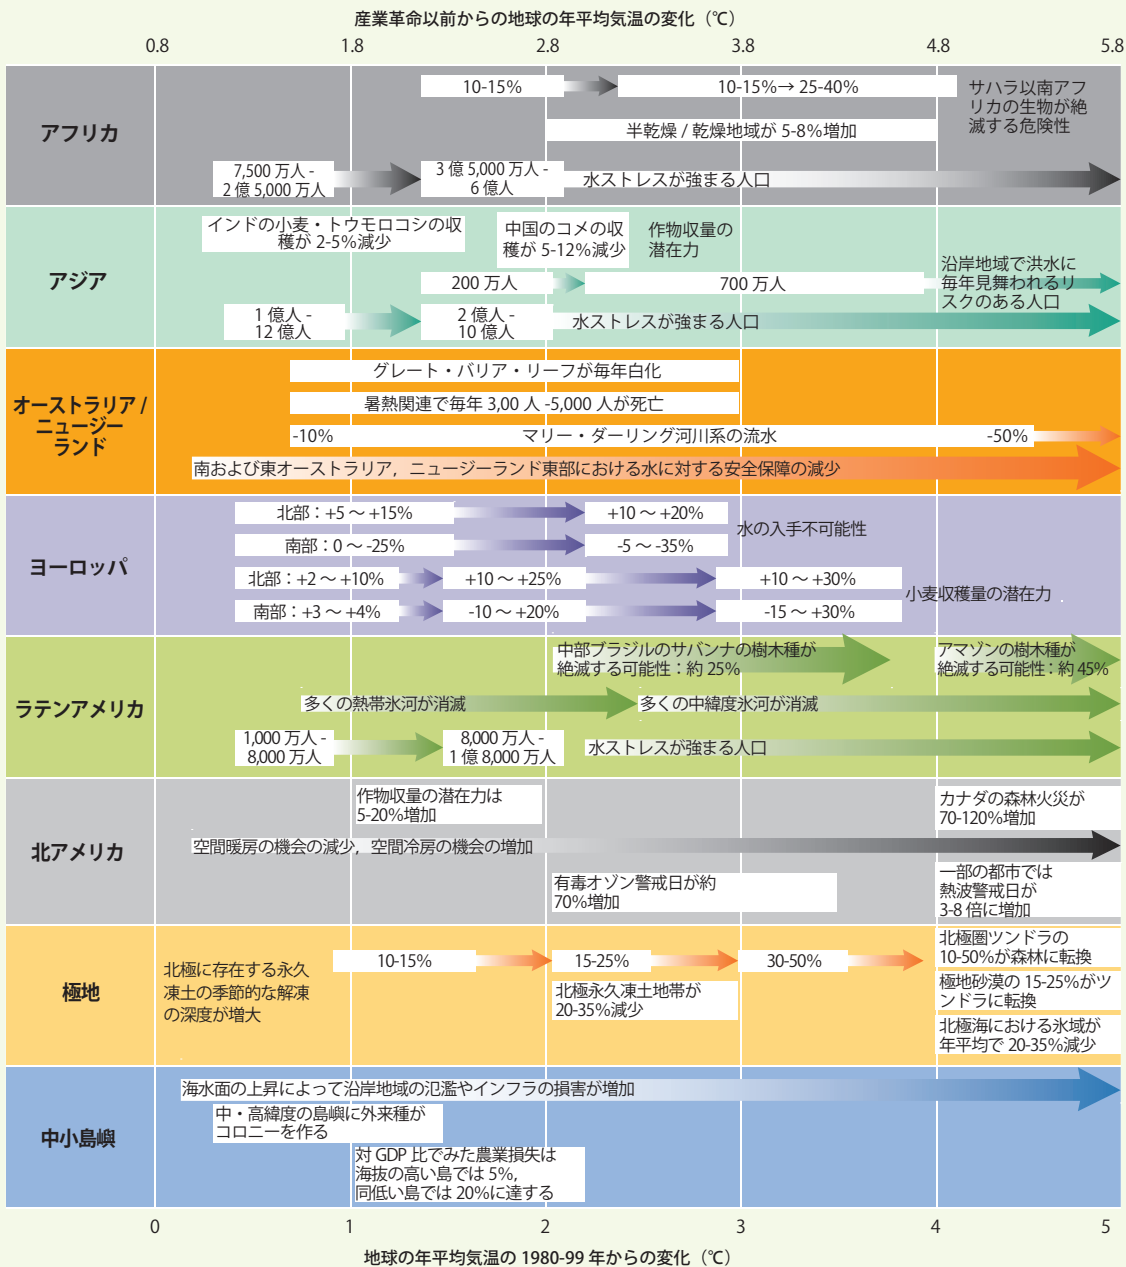 産業革命以前からの地球の年平均気温の変化（℃）
0.8 1.8 2.8 3.8 4.8 5.8
アフリカ
10-15%
10-15%→ 25-40%
サハラ以南アフ
リカの生物が絶
滅する危険性
半乾燥 / 乾燥地域が 5-8%増加
7,500 万人 -
2 億 5,000 万人
3 億 5,000 万人 -
6 億人
水ストレスが強まる人口
アジア
インドの小麦・トウモロコシの収
穫が 2-5%減少
中国のコメの収
穫が 5-12%減少
作物収量の
潜在力
200 万人
700 万人
沿岸地域で洪水に
毎年見舞われるリ
スクのある人口
1 億人 -
12 億人
2 億人 -
10 億人
水ストレスが強まる人口
オーストラリア /
ニュージー
ランド
グレート・バリア・リーフが毎年白化
暑熱関連で毎年 3,00 人 -5,000 人が死亡
-10% マリー・ダーリング河川系の流水 -50%
南および東オーストラリア，ニュージーランド東部における水に対する安全保障の減少
ヨーロッパ
北部：+5 ～ +15%
+10 ～ +20%
水の入手不可能性
南部：0 ～ -25%
-5 ～ -35%
北部：+2 ～ +10%
+10 ～ +25%
+10 ～ +30%
小麦収穫量の潜在力
南部：+3 ～ +4%
-10 ～ +20%
-15 ～ +30%
ラテンアメリカ
中部ブラジルのサバンナの樹木種が
絶滅する可能性：約 25%
アマゾンの樹木種が
絶滅する可能性：約 45%
多くの熱帯氷河が消滅
多くの中緯度氷河が消滅
1,000 万人 -
8,000 万人
8,000 万人 -
1 億 8,000 万人
水ストレスが強まる人口
北アメリカ
作物収量の潜在力は
5-20%増加
カナダの森林火災が
70-120%増加
空間暖房の機会の減少，空間冷房の機会の増加
有毒オゾン警戒日が約
70%増加
一部の都市では
熱波警戒日が
3-8 倍に増加
極地
北極に存在する永久
凍土の季節的な解凍
の深度が増大
10-15%
15-25%
30-50%
北極永久凍土地帯が
20-35%減少
北極圏ツンドラの
10-50%が森林に転換
極地砂漠の 15-25%がツ
ンドラに転換
北極海における氷域が
年平均で 20-35%減少
中小島嶼
海水面の上昇によって沿岸地域の氾濫やインフラの損害が増加
中・高緯度の島嶼に外来種が
コロニーを作る
対 GDP 比でみた農業損失は
海抜の高い島では 5%,
同低い島では 20%に達する
0 1 2 3 4 5
地球の年平均気温の 1980-99 年からの変化（℃）